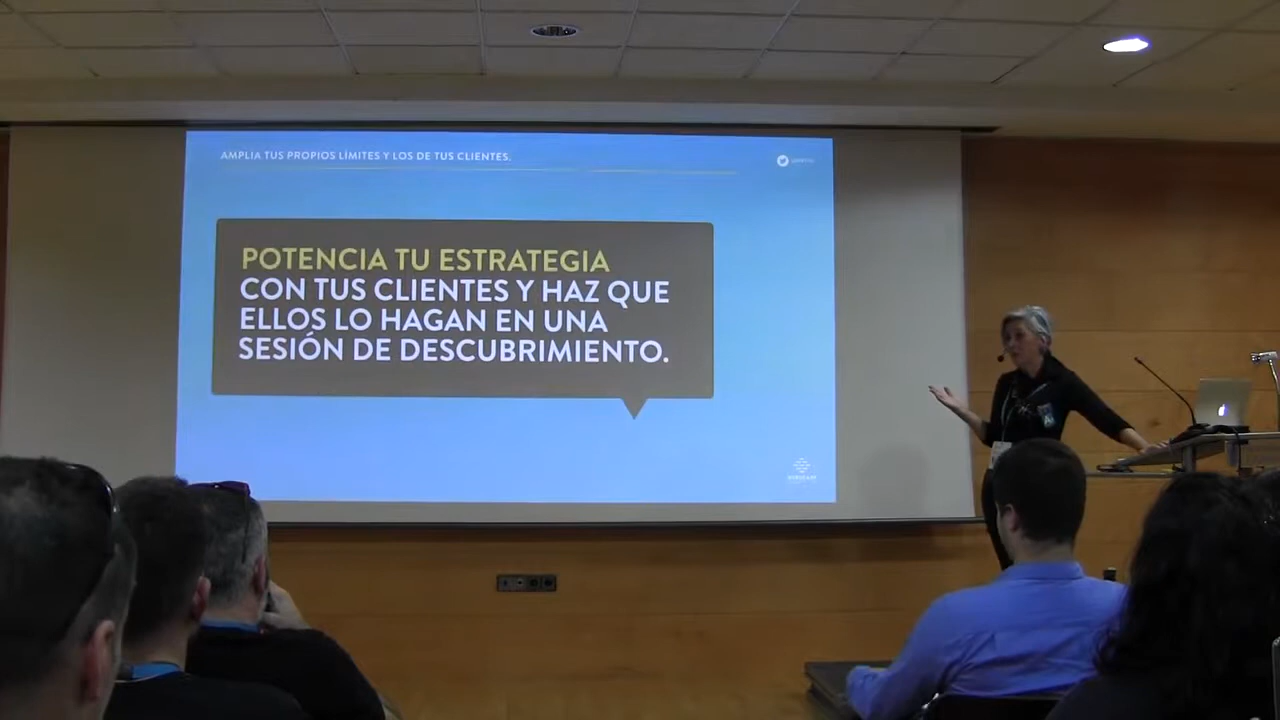 AMPLIA TUS PROPIOS LÍMITES Y LOS DE TUS CLIENTES.
POTENCIA TU ESTRATEGIA
CON TUS CLIENTES Y HAZ QUE
ELLOS LO HAGAN EN UNA
SESIÓN DE DESCUBRIMIENTO.